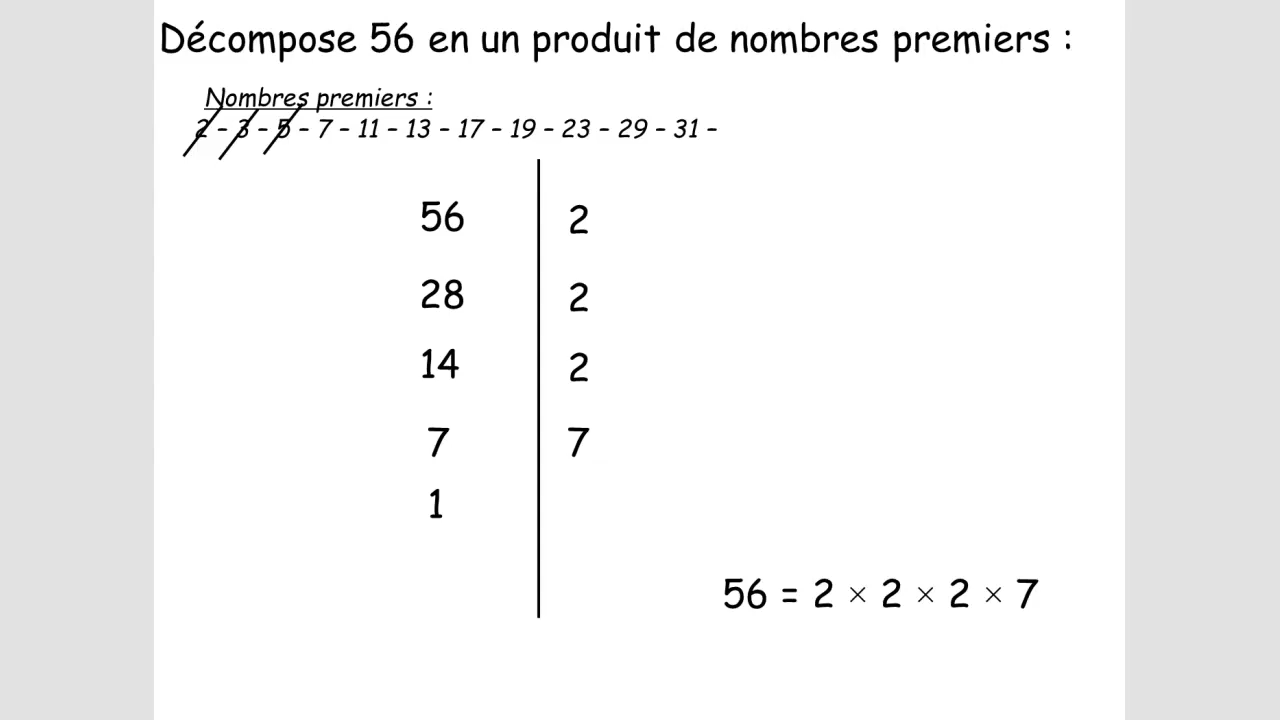 Décompose 56 en un produit de nombres premiers :
Nombres premiers :
2 – 3 – 5 – 7 – 11 – 13 – 17 – 19 – 23 – 29 – 31 –
56 2
28 2
14 2
7 7
1
56 = 2 × 2 × 2 × 7